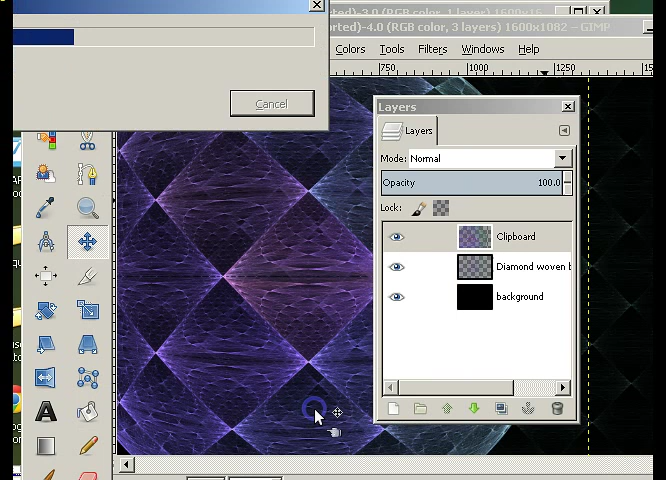 orted)-3.0 (RGB color, 1 layer) 1600x16
orted)-4.0 (RGB color, 3 layers) 1600x1082 – GIMP
Colors Tools Filters Windows Help
Cancel
750 1000 1250
Layers
Layers
Mode: Normal
Opacity 100.0
Lock:
Clipboard
Diamond woven b
background